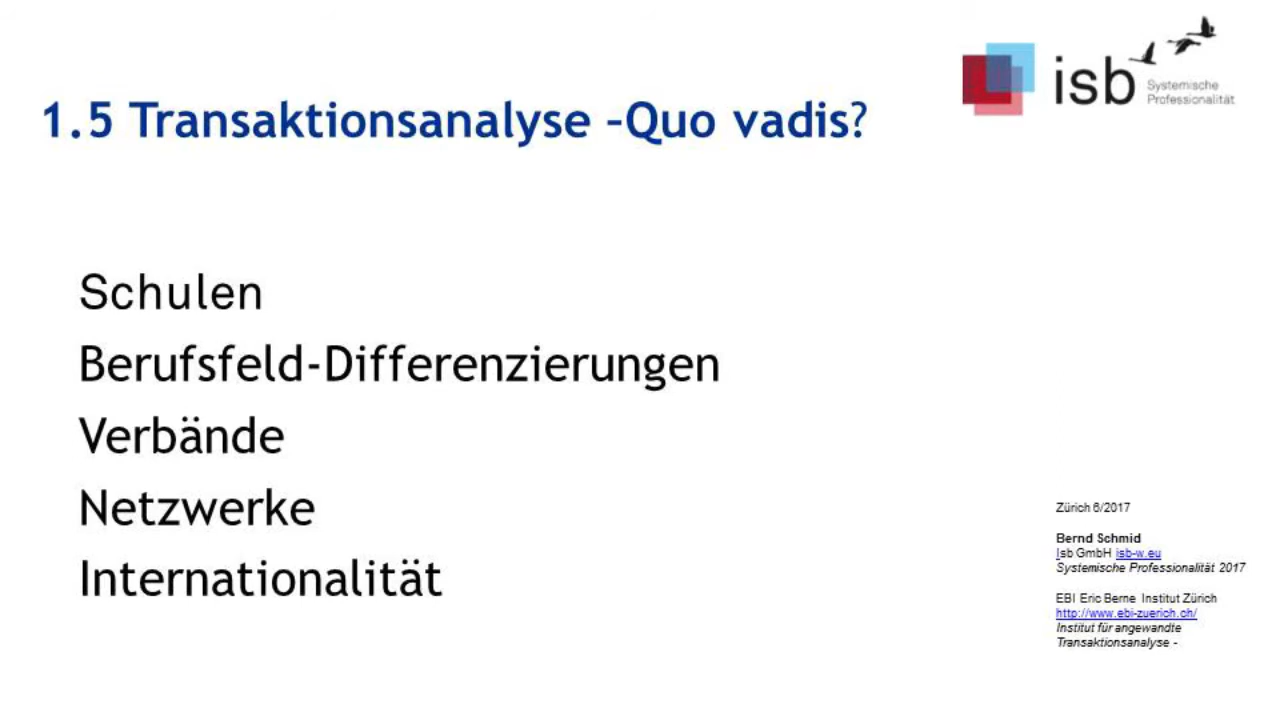 1.5 Transaktionsanalyse –Quo vadis?
isb
Systemische
Professionalität
Schulen
Berufsfeld-Differenzierungen
Verbände
Netzwerke
Internationalität
Zürich 6/2017
Bernd Schmid
Isb GmbH isb-w.eu
Systemische Professionalität 2017
EBI Eric Berne Institut Zürich
http://www.ebi-zuerich.ch/
Institut für angewandte
Transaktionsanalyse -